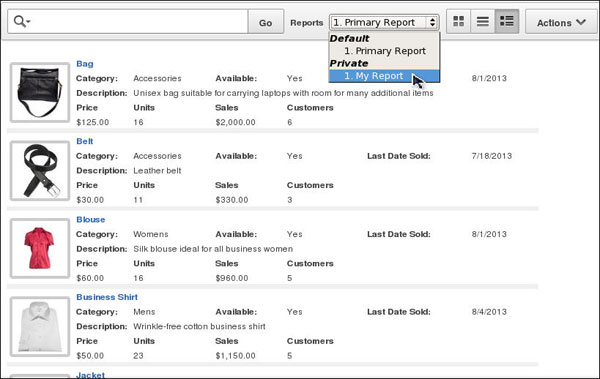 Go Reports 1. Primary Report Actions
Default
1. Primary Report
Private
1. My Report
Bag
Category: Accessories Available: Yes 8/1/2013
Description: Unisex bag suitable for carrying laptops with room for many additional items
Price Units Sales Customers
$125.00 16 $2,000.00 6
Belt
Category: Accessories Available: Yes Last Date Sold: 7/18/2013
Description: Leather belt
Price Units Sales Customers
$30.00 11 $330.00 3
Blouse
Category: Womens Available: Yes Last Date Sold: 8/1/2013
Description: Silk blouse ideal for all business women
Price Units Sales Customers
$60.00 16 $960.00 5
Business Shirt
Category: Mens Available: Yes Last Date Sold: 8/4/2013
Description: Wrinkle-free cotton business shirt
Price Units Sales Customers
$50.00 23 $1,150.00 5
Jacket